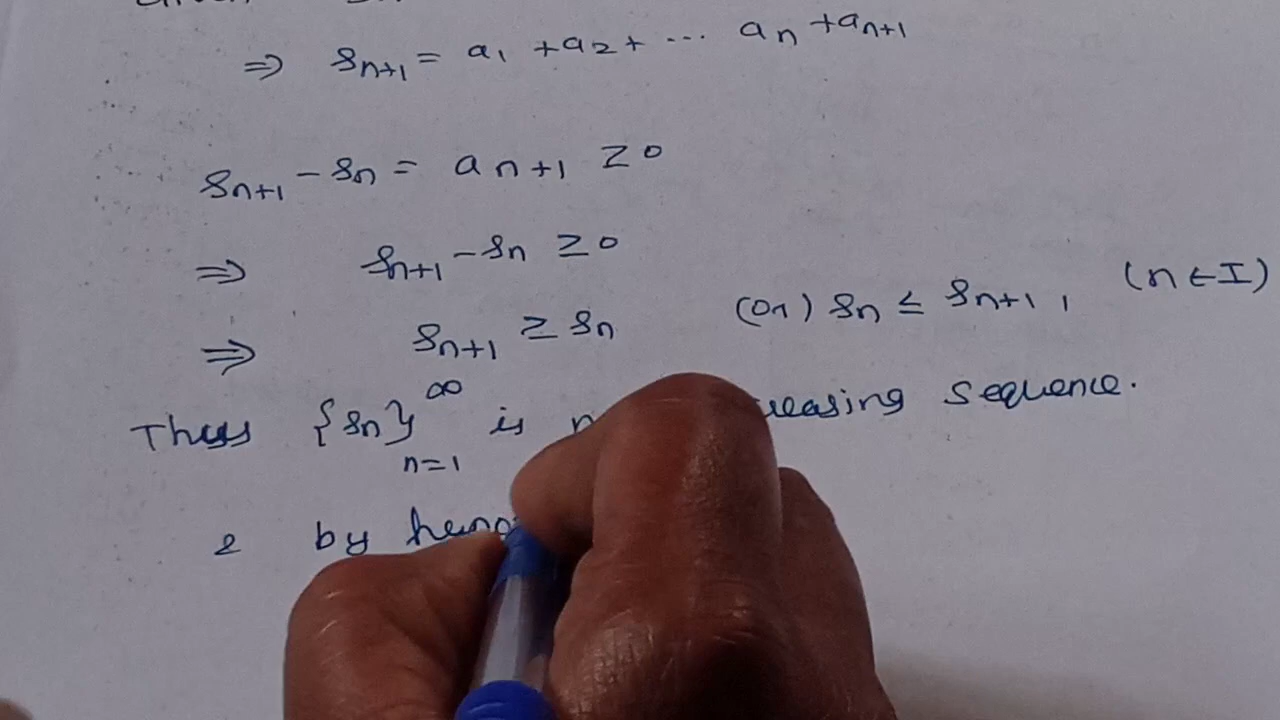 ⇒ Sn+1 = a1 + a2 + ... an + an+1
Sn+1 - Sn = an+1 ≥ 0
⇒ Sn+1 - Sn ≥ 0
⇒ Sn+1 ≥ Sn (or) Sn ≤ Sn+1, (n ∈ I)
Thus {Sn}∞n=1 is sequence.
& by